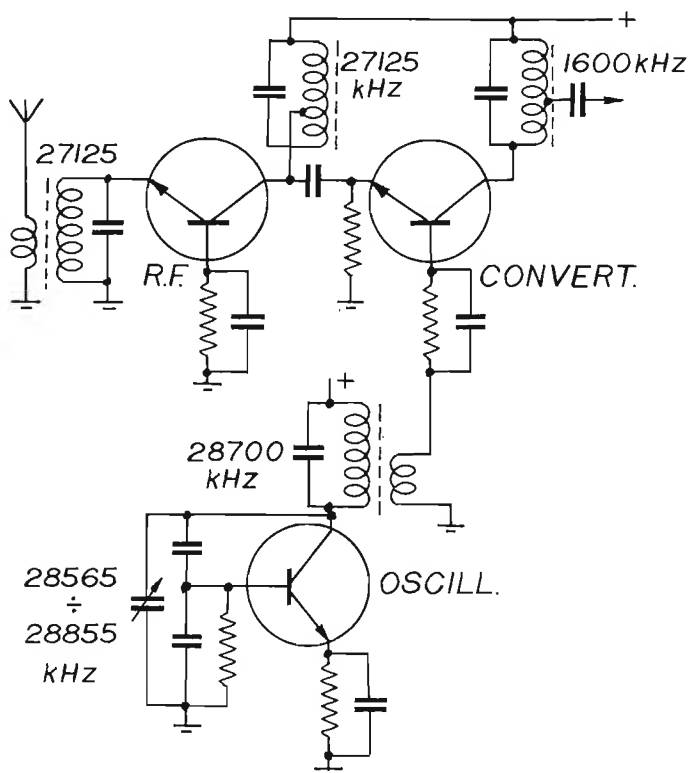 +
27125
kHz
1600kHz
27125
R.F.
CONVERT.
+
28700
kHz
28565
÷
28855
kHz
OSCILL.